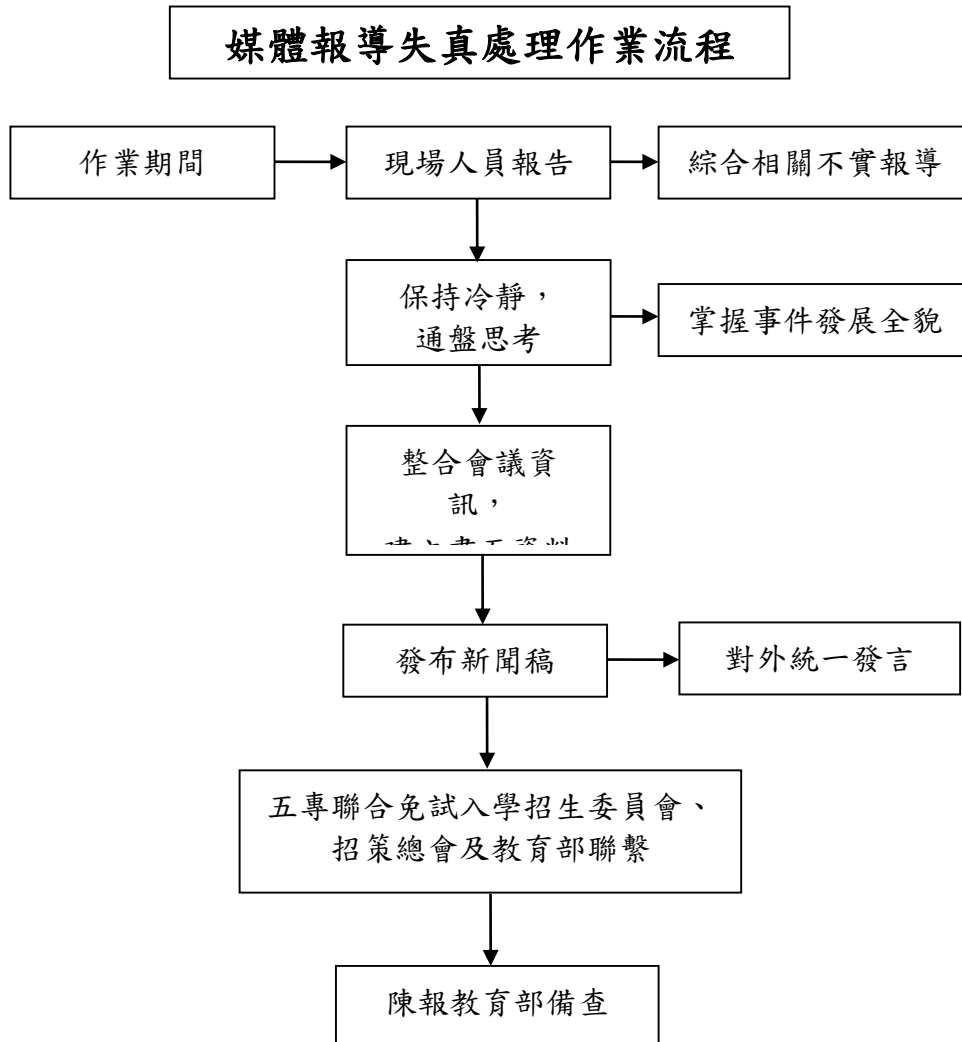 媒體報導失真處理作業流程
作業期間
現場人員報告
綜合相關不實報導
保持冷靜，
通盤思考
掌握事件發展全貌
整合會議資
訊，
發布新聞稿
對外統一發言
五專聯合免試入學招生委員會、
招策總會及教育部聯繫
陳報教育部備查